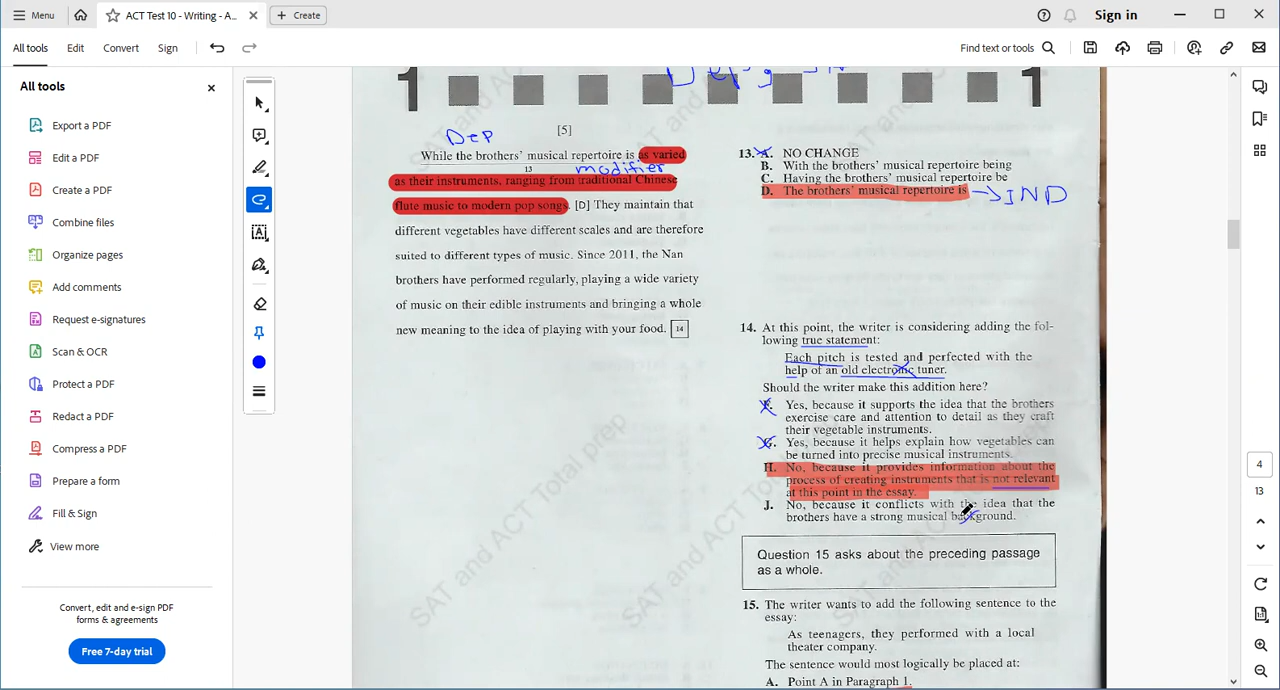 Menu
ACT Test 10 - Writing - A...
Create
Sign in
All tools
Edit
Convert
Sign
Find text or tools
All tools
Export a PDF
Edit a PDF
Create a PDF
Combine files
Organize pages
Add comments
Request e-signatures
Scan & OCR
Protect a PDF
Redact a PDF
Compress a PDF
Prepare a form
Fill & Sign
View more
Convert, edit and e-sign PDF
forms & agreements
Free 7-day trial
1 1
Dep
[5]
While the brothers' musical repertoire is as varied
13
modifier
as their instruments, ranging from traditional Chinese
flute music to modern pop songs. [D] They maintain that
different vegetables have different scales and are therefore
suited to different types of music. Since 2011, the Nan
brothers have performed regularly, playing a wide variety
of music on their edible instruments and bringing a whole
new meaning to the idea of playing with your food. 14
13. A. NO CHANGE
B. With the brothers' musical repertoire being
C. Having the brothers' musical repertoire be
D. The brothers' musical repertoire is → IND
14. At this point, the writer is considering adding the fol-
lowing true statement:
Each pitch is tested and perfected with the
help of an old electronic tuner.
Should the writer make this addition here?
F. Yes, because it supports the idea that the brothers
exercise care and attention to detail as they craft
their vegetable instruments.
G. Yes, because it helps explain how vegetables can
be turned into precise musical instruments.
H. No, because it provides information about the
process of creating instruments that is not relevant
at this point in the essay.
J. No, because it conflicts with the idea that the
brothers have a strong musical background.
Question 15 asks about the preceding passage
as a whole.
15. The writer wants to add the following sentence to the
essay:
As teenagers, they performed with a local
theater company.
The sentence would most logically be placed at:
A. Point A in Paragraph 1.
4
13
SAT and ACT Total prep